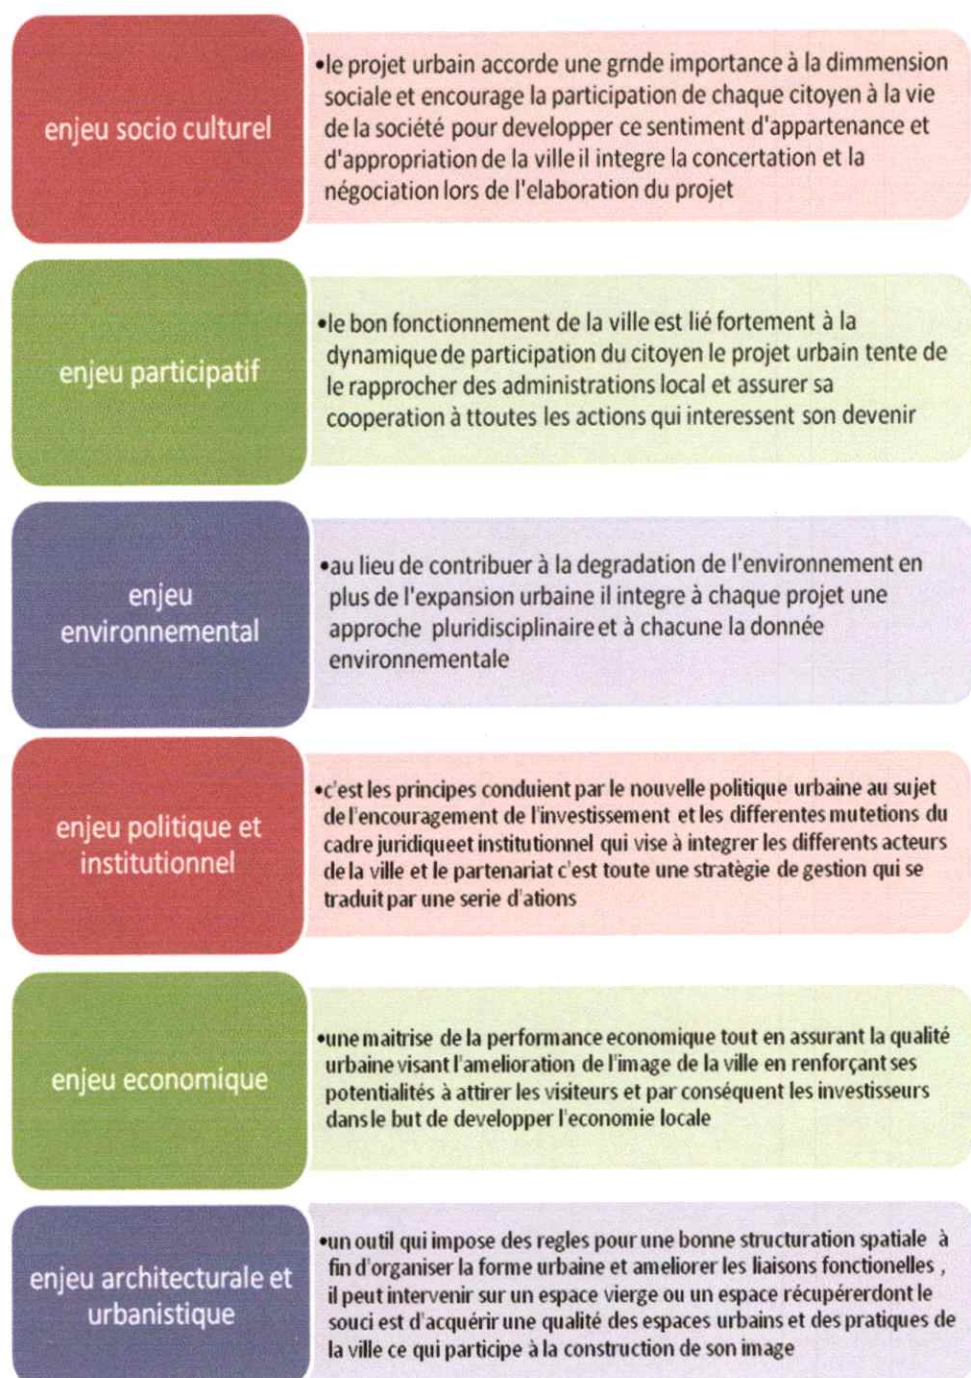 enjeu socio culturel
•le projet urbain accorde une grnde importance à la dimmension
sociale et encourage la participation de chaque citoyen à la vie
de la société pour developper ce sentiment d'appartenance et
d'appropriation de la ville il integre la concertation et la
négociation lors de l'elaboration du projet
enjeu participatif
•le bon fonctionnement de la ville est lié fortement à la
dynamique de participation du citoyen le projet urbain tente de
le rapprocher des administrations local et assurer sa
cooperation à ttoutes les actions qui interessent son devenir
enjeu
environnemental
•au lieu de contribuer à la degradation de l'environnement en
plus de l'expansion urbaine il integre à chaque projet une
approche pluridisciplinaire et à chacune la donnée
environnementale
enjeu politique et
institutionnel
•c'est les principes conduient par le nouvelle politique urbaine au sujet
de l'encouragement de l'investissement et les differentes mutetions du
cadre juridiqueet institutionnel qui vise à integrer les differents acteurs
de la ville et le partenariat c'est toute une stratègie de gestion qui se
traduit par une serie d'ations
enjeu economique
•une maitrise de la performance economique tout en assurant la qualité
urbaine visant l'amelioration de l'image de la ville en renforçant ses
potentialités à attirer les visiteurs et par conséquent les investisseurs
dans le but de developper l'economie locale
enjeu architecturale et
urbanistique
•un outil qui impose des regles pour une bonne structuration spatiale à
fin d'organiser la forme urbaine et ameliorer les liaisons fonctionelles ,
il peut intervenir sur un espace vierge ou un espace récupérerdont le
souci est d'acquérir une qualité des espaces urbains et des pratiques de
la ville ce qui participe à la construction de son image